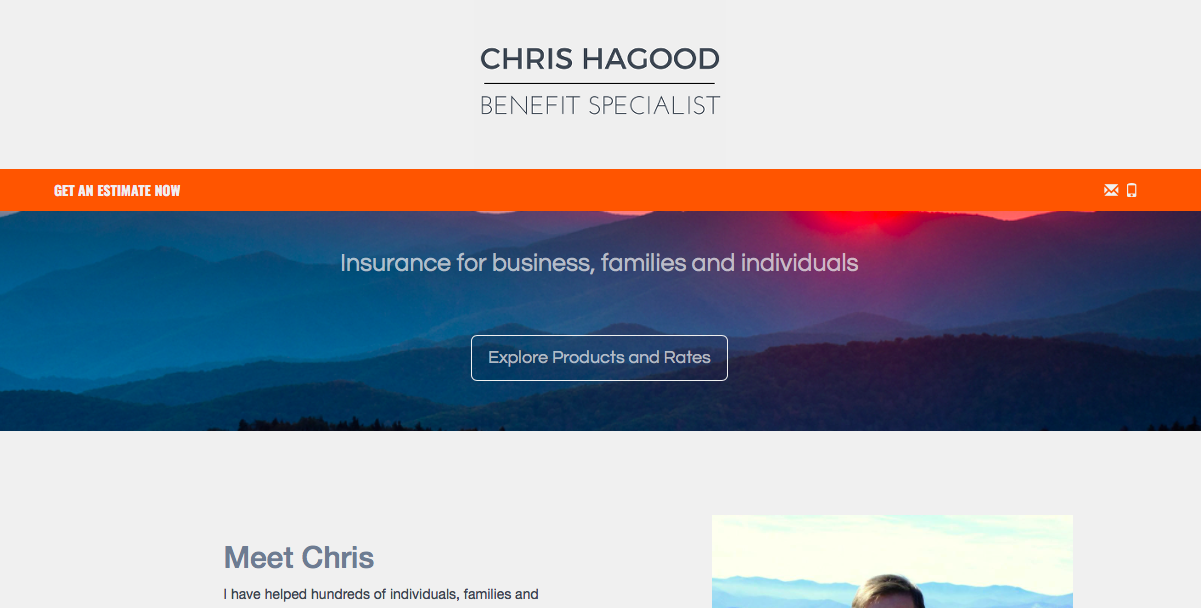 CHRIS HAGOOD
BENEFIT SPECIALIST
GET AN ESTIMATE NOW
Insurance for business, families and individuals
Explore Products and Rates
Meet Chris
I have helped hundreds of individuals, families and